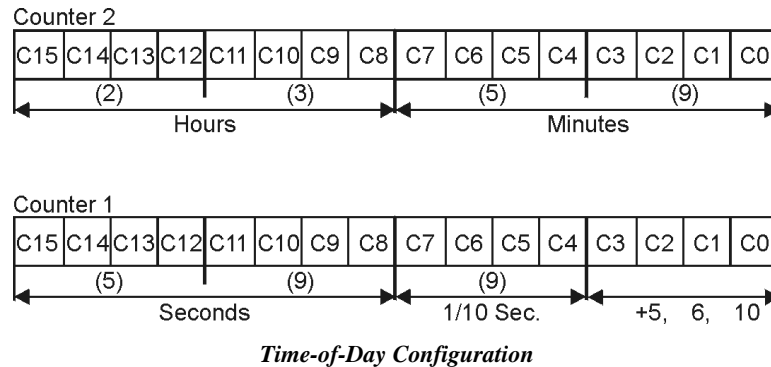 Counter 2
C15 C14 C13 C12 C11 C10 C9 C8 C7 C6 C5 C4 C3 C2 C1 C0
(2) (3) (5) (9)
Hours Minutes
Counter 1
C15 C14 C13 C12 C11 C10 C9 C8 C7 C6 C5 C4 C3 C2 C1 C0
(5) (9) (9)
Seconds 1/10 Sec. +5, 6, 10
Time-of-Day Configuration